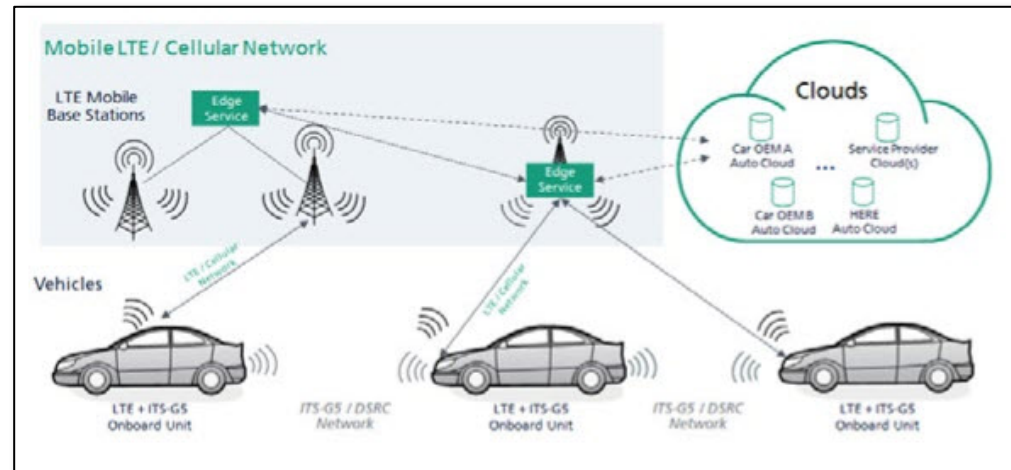 Mobile LTE / Cellular Network
LTE Mobile
Base Stations
Edge
Service
Edge
Service
Clouds
Car OEM A
Auto Cloud
...
Service Provider
Cloud(s)
Car OEM B
Auto Cloud
HERE
Auto Cloud
LTE / Cellular
Network
LTE / Cellular
Network
Vehicles
LTE + ITS-G5
Onboard Unit
ITS-G5 / DSRC
Network
LTE + ITS-G5
Onboard Unit
ITS-G5 / DSRC
Network
LTE + ITS-G5
Onboard Unit